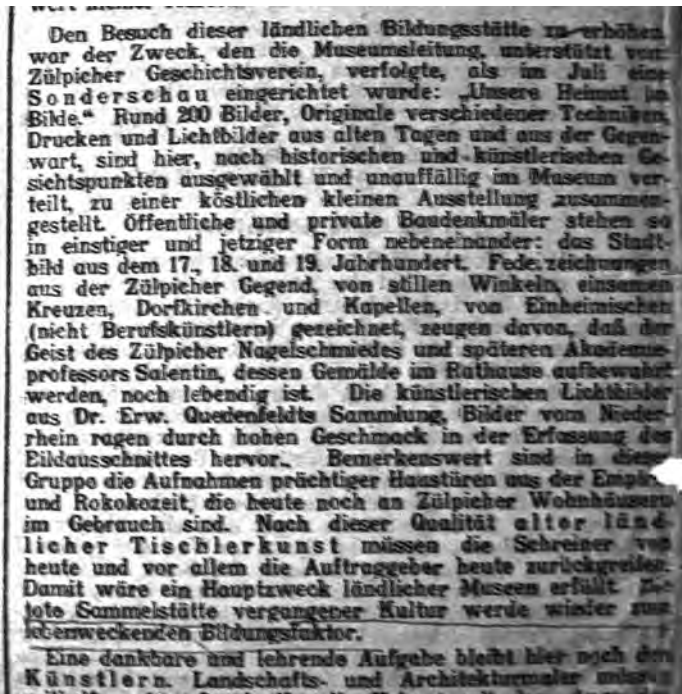 Den Besuch dieser ländlichen Bildungsstätte zu erhöhen
war der Zweck, den die Museumsleitung, unterstützt vom
Zülpicher Geschichtsverein, verfolgte, als im Juli eine
Sonderschau eingerichtet wurde: „Unsere Heimat im
Bilde.“ Rund 200 Bilder, Originale verschiedener Techniken,
Drucken und Lichtbilder aus alten Tagen und aus der Gegen-
wart, sind hier, nach historischen und künstlerischen Ge-
sichtspunkten ausgewählt und unauffällig im Museum ver-
teilt, zu einer köstlichen kleinen Ausstellung zusammen-
gestellt. Öffentliche und private Baudenkmäler stehen so
in einstiger und jetziger Form nebeneinander: das Stadt-
bild aus dem 17., 18. und 19. Jahrhundert. Federzeichnungen
aus der Zülpicher Gegend, von stillen Winkeln, einsamen
Kreuzen, Dorfkirchen und Kapellen, von Einheimischen
(nicht Berufskünstlern) gezeichnet, zeugen davon, daß der
Geist des Zülpicher Nagelschmiedes und späteren Akademie-
professors Salentin, dessen Gemälde im Rathause aufbewahrt
werden, noch lebendig ist. Die künstlerischen Lichtbilder
aus Dr. Erw. Quedenfeldts Sammlung, Bilder vom Nieder-
rhein ragen durch hohen Geschmack in der Erfassung des
Eildausschnittes hervor. Bemerkenswert sind in dieser
Gruppe die Aufnahmen prächtiger Haustüren aus der Empire
und Rokokozeit, die heute noch an Zülpicher Wohnhäusern
im Gebrauch sind. Nach dieser Qualität alter länd-
licher Tischlerkunst müssen die Schreiner von
heute und vor allem die Auftraggeber heute zurückgreifen.
Damit wäre ein Hauptzweck ländlicher Museen erfüllt. Die
tote Sammelstätte vergangener Kultur werde wieder zum
lebenweckenden Bildungsfaktor.
Eine dankbare und lehrende Aufgabe bleibt hier noch den
Künstlern. Landschafts- und Architekturmaler müssen